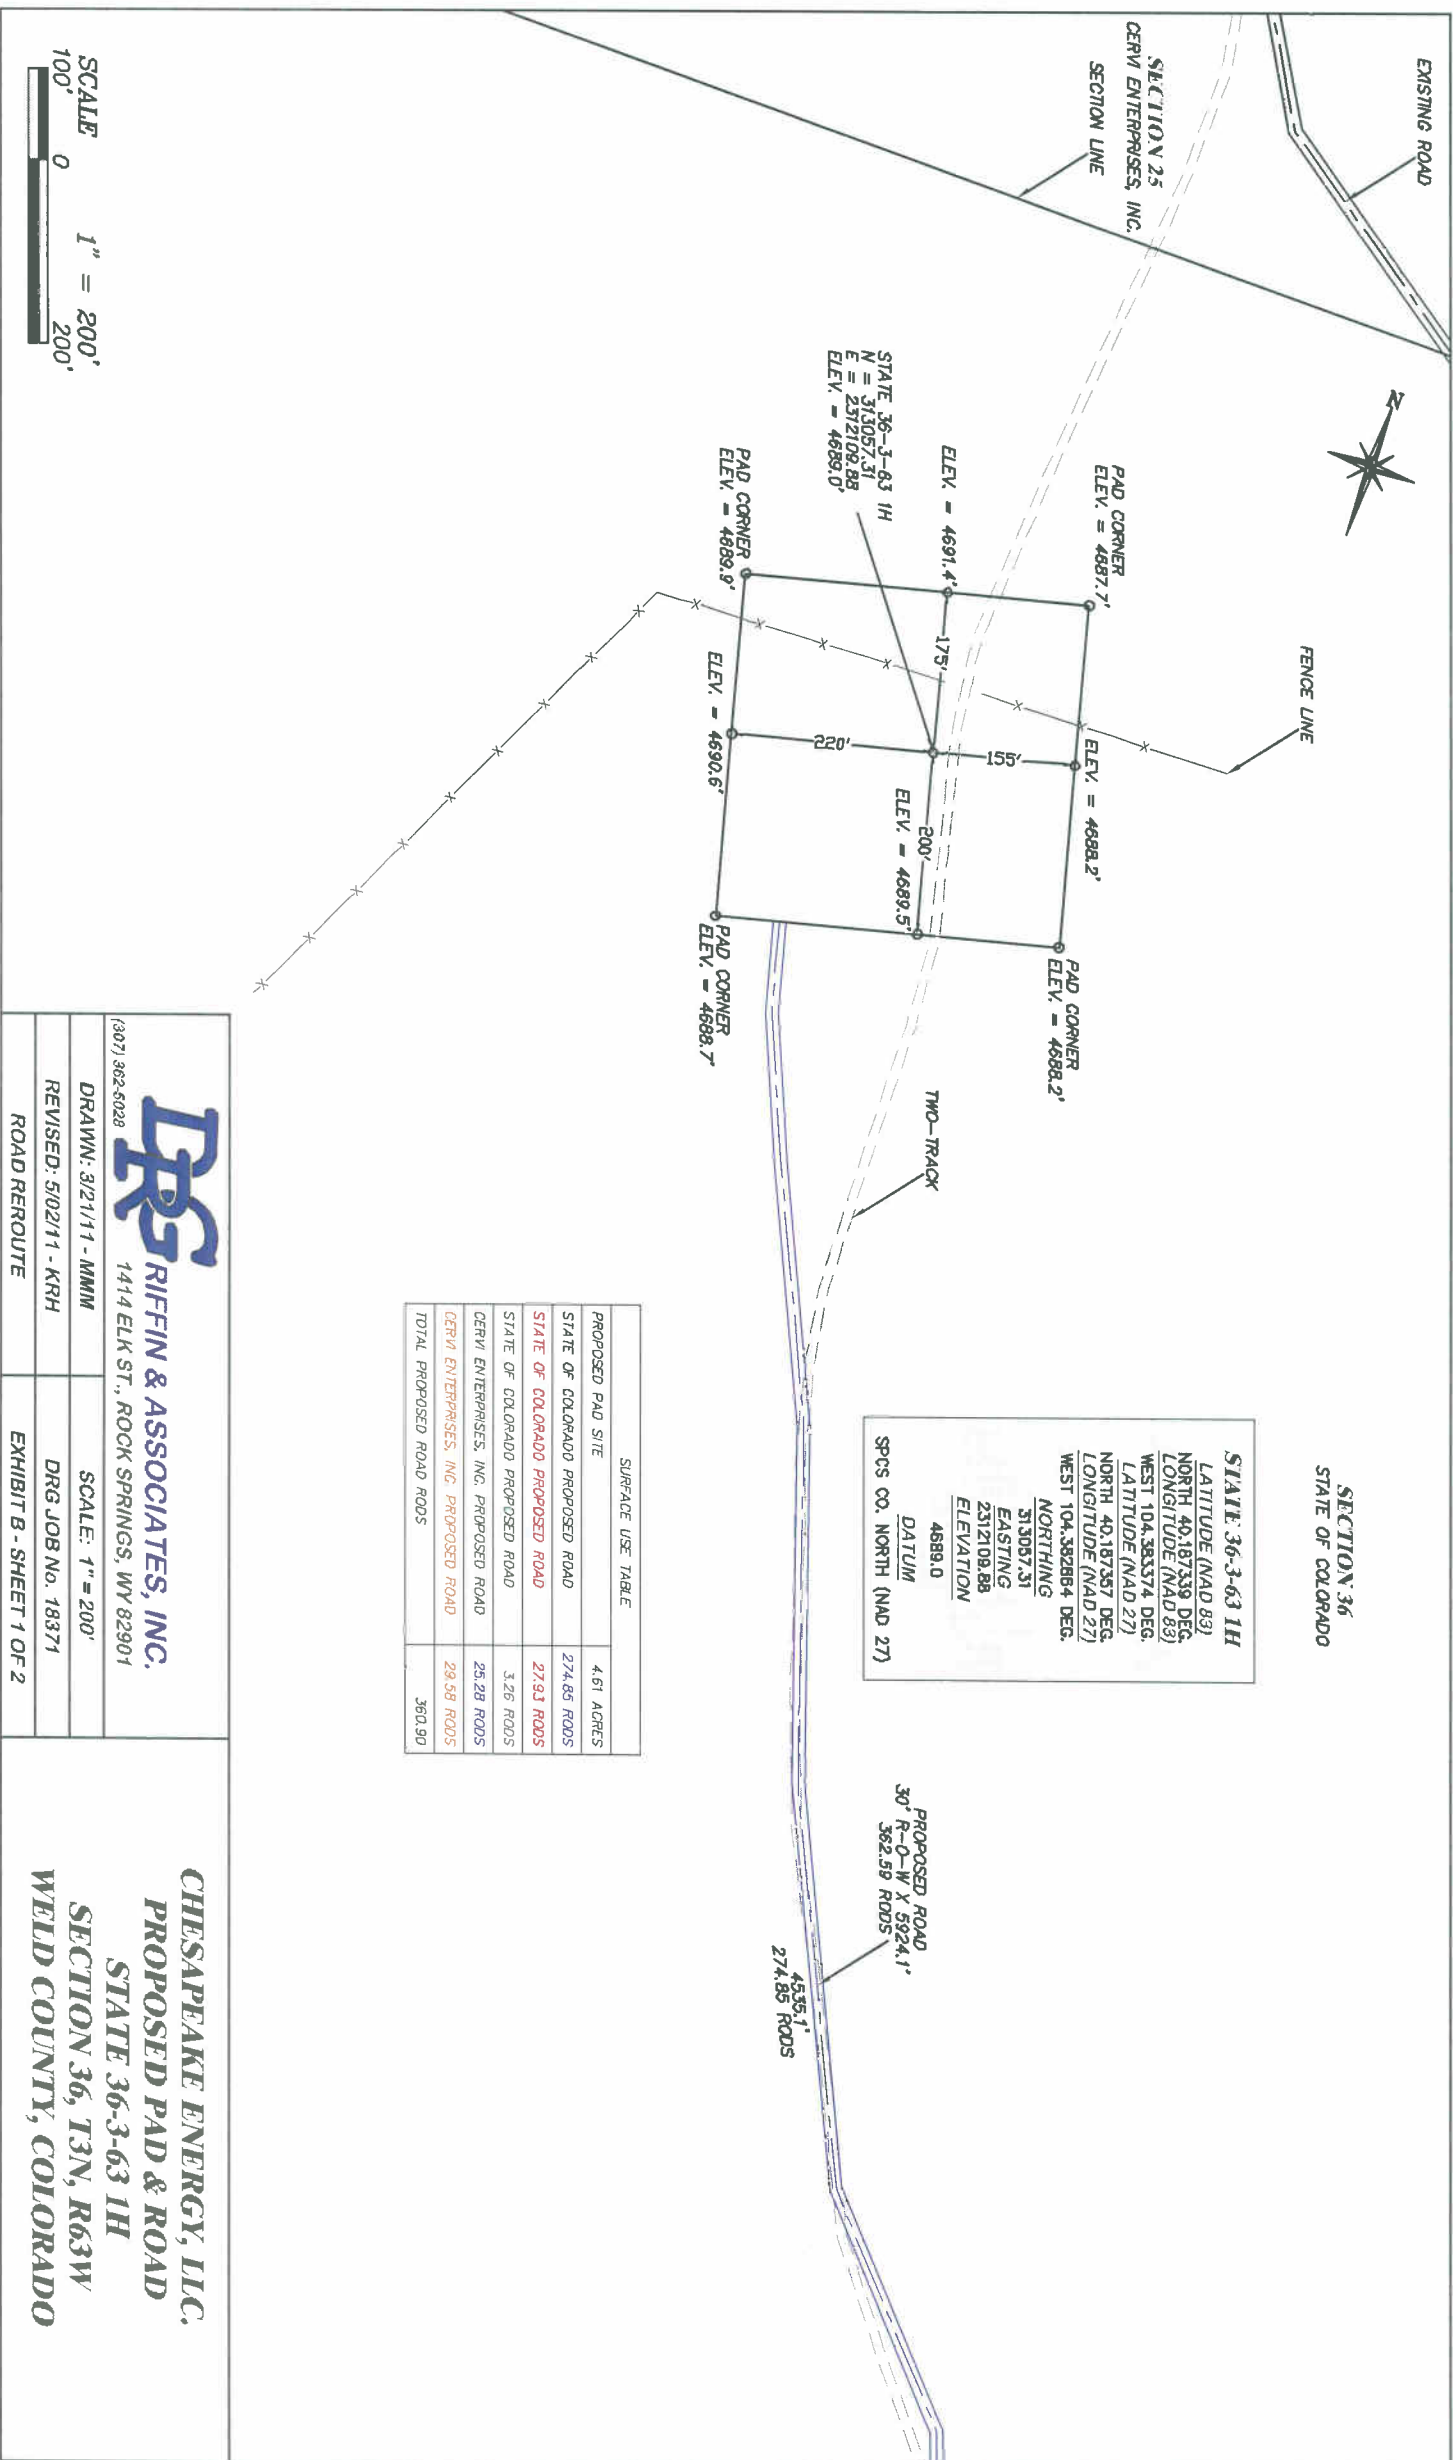 EXISTING ROAD
SECTION 25
CERVI ENTERPRISES, INC.
SECTION LINE
N
PAD CORNER
ELEV. = 4687.7'
FENCE LINE
ELEV. = 4691.4'
STATE 36-3-63 1H
N = 313057.31
E = 2312109.88
ELEV. = 4689.0'
175'
155'
ELEV. = 4688.2'
PAD CORNER
ELEV. = 4689.9'
220'
200'
ELEV. = 4689.5'
ELEV. = 4690.6'
PAD CORNER
ELEV. = 4688.2'
PAD CORNER
ELEV. = 4688.7'
TWO-TRACK
SECTION 36
STATE OF COLORADO
STATE 36-3-63 1H
LATITUDE (NAD 83)
NORTH 40.187339 DEG.
LONGITUDE (NAD 83)
WEST 104.383374 DEG.
LATITUDE (NAD 27)
NORTH 40.187357 DEG.
LONGITUDE (NAD 27)
WEST 104.382864 DEG.
NORTHING
313057.31
EASTING
2312109.88
ELEVATION
4689.0
DATUM
SPCS CO. NORTH (NAD 27)
PROPOSED ROAD
30' R-O-W X 5924.1'
362.59 RODS
4535.1'
274.85 RODS
SURFACE USE TABLE
PROPOSED PAD SITE 4.61 ACRES
STATE OF COLORADO PROPOSED ROAD 274.85 RODS
STATE OF COLORADO PROPOSED ROAD 27.93 RODS
STATE OF COLORADO PROPOSED ROAD 3.26 RODS
CERVI ENTERPRISES, INC. PROPOSED ROAD 25.28 RODS
CERVI ENTERPRISES, INC. PROPOSED ROAD 29.58 RODS
TOTAL PROPOSED ROAD RODS 360.90
SCALE 1" = 200'
100' 0 200'
DRG RIFFIN & ASSOCIATES, INC.
(307) 362-5028 1414 ELK ST., ROCK SPRINGS, WY 82901
DRAWN: 3/21/11 - MMM SCALE: 1" = 200'
REVISED: 5/02/11 - KRH DRG JOB No. 18371
ROAD REROUTE EXHIBIT B - SHEET 1 OF 2
CHESAPEAKE ENERGY, LLC.
PROPOSED PAD & ROAD
STATE 36-3-63 1H
SECTION 36, T3N, R63W
WELD COUNTY, COLORADO